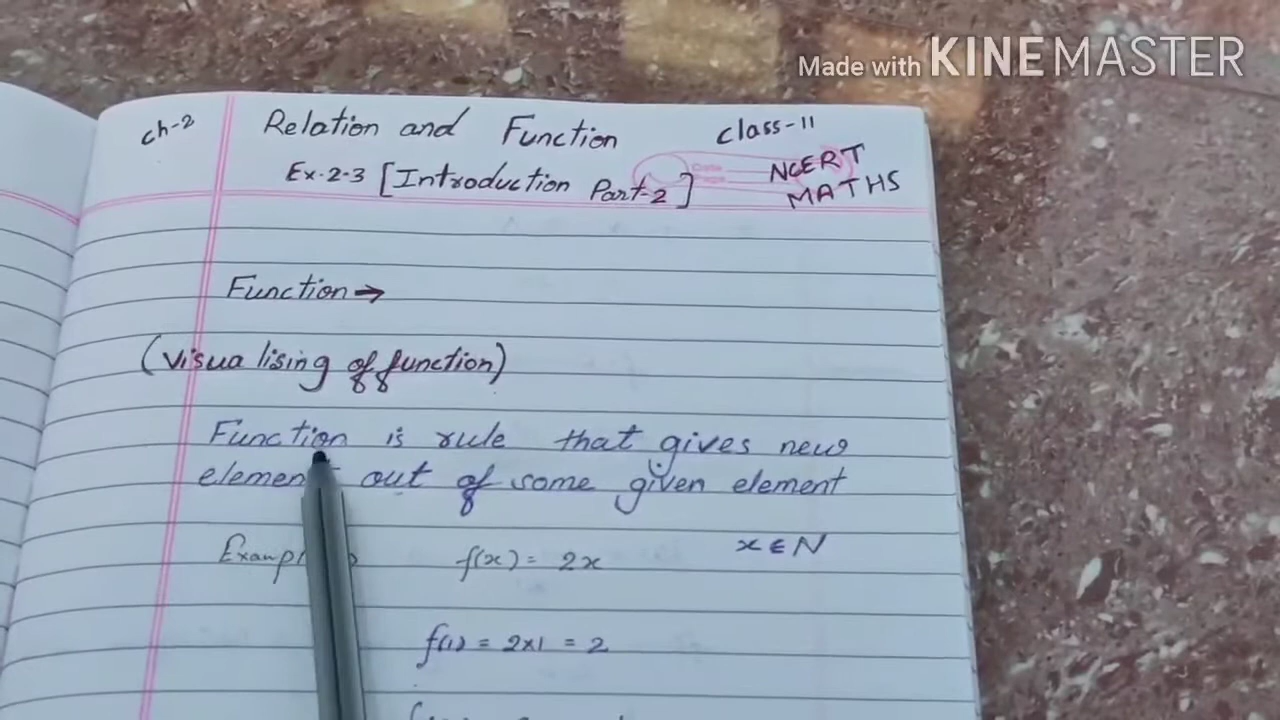 Made with KINEMASTER
ch-2 Relation and Function class-11
Ex-2-3 [Introduction Part-2] NCERT
MATHS
Function→
(visualising of function)
Function is rule that gives new
element out of some given element
f(x) = 2x x ∈ N
f(1) = 2×1 = 2